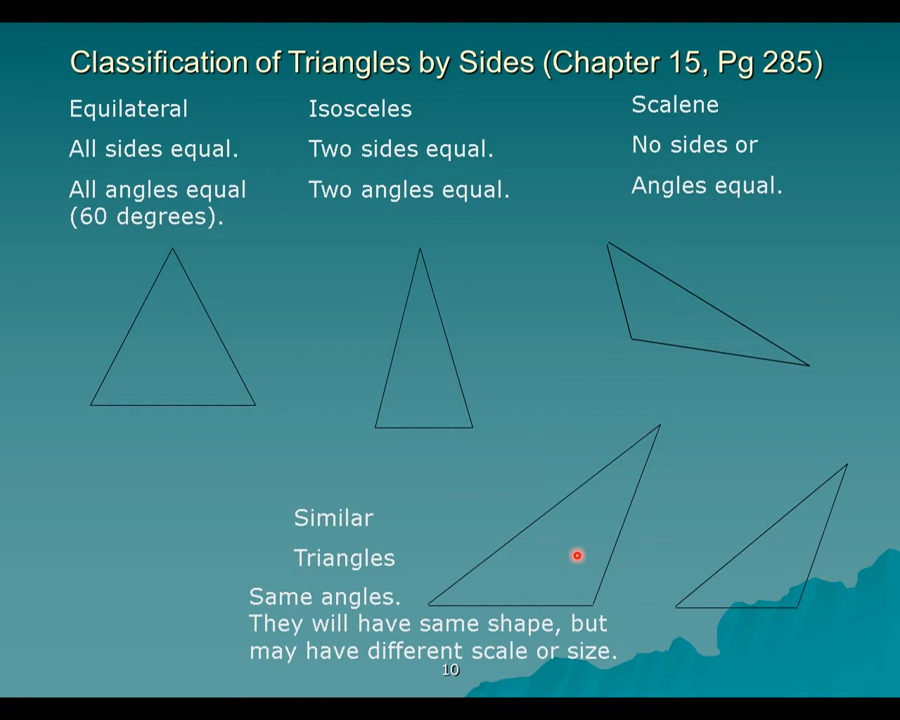 Classification of Triangles by Sides (Chapter 15, Pg 285)
Equilateral
All sides equal.
All angles equal
(60 degrees).
Isosceles
Two sides equal.
Two angles equal.
Scalene
No sides or
Angles equal.
Similar
Triangles
Same angles.
They will have same shape, but
may have different scale or size.
10